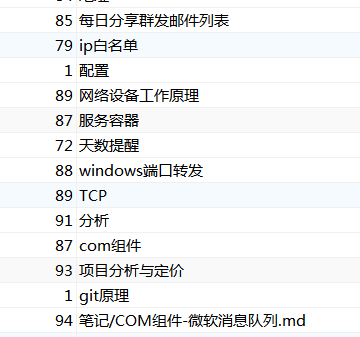 85 每日分享群发邮件列表
79 ip白名单
1 配置
89 网络设备工作原理
87 服务容器
72 天数提醒
88 windows端口转发
89 TCP
91 分析
87 com组件
93 项目分析与定价
1 git原理
94 笔记/COM组件-微软消息队列.md